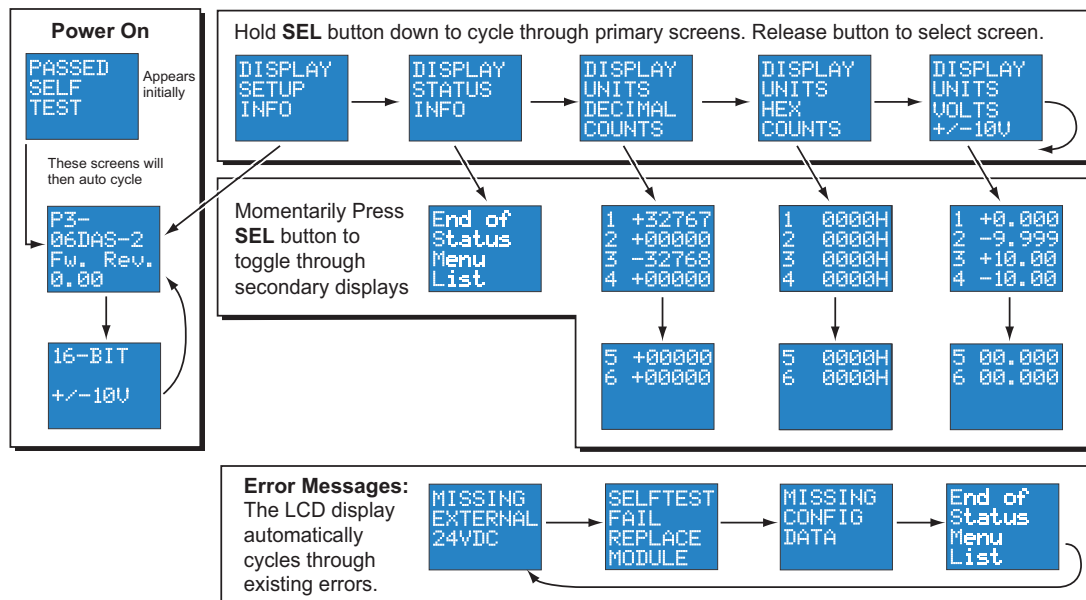 Power On
PASSED
SELF
TEST
Appears
initially
These screens will
then auto cycle
P3-
06DAS-2
Fw. Rev.
0.00
16-BIT
+/-10V
Hold SEL button down to cycle through primary screens. Release button to select screen.
DISPLAY
SETUP
INFO
DISPLAY
STATUS
INFO
DISPLAY
UNITS
DECIMAL
COUNTS
DISPLAY
UNITS
HEX
COUNTS
DISPLAY
UNITS
VOLTS
+/-10V
Momentarily Press
SEL button to
toggle through
secondary displays
End of
Status
Menu
List
1 +32767
2 +00000
3 -32768
4 +00000
1 0000H
2 0000H
3 0000H
4 0000H
1 +0.000
2 -9.999
3 +10.00
4 -10.00
5 +00000
6 +00000
5 0000H
6 0000H
5 00.000
6 00.000
Error Messages:
The LCD display
automatically
cycles through
existing errors.
MISSING
EXTERNAL
24VDC
SELFTEST
FAIL
REPLACE
MODULE
MISSING
CONFIG
DATA
End of
Status
Menu
List